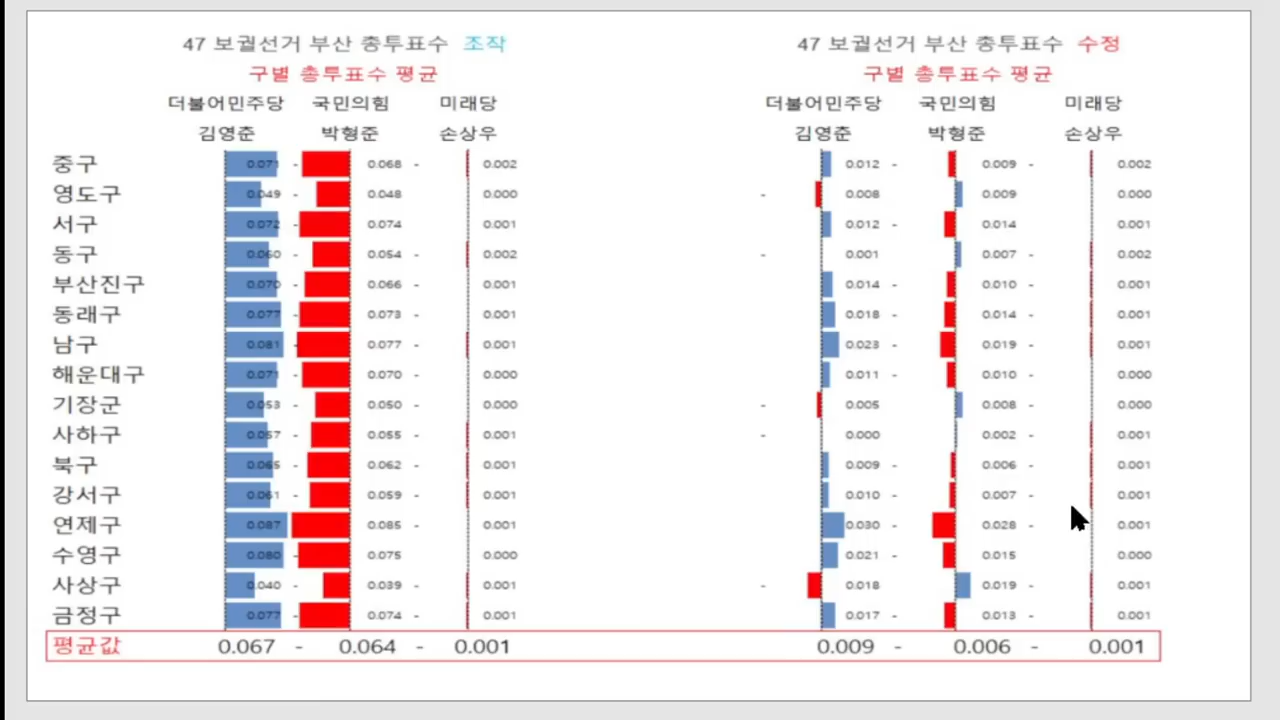 47 보궐선거 부산 총투표수 조작
구별 총투표수 평균
더불어민주당 국민의힘 미래당
김영준 박형준 손상우
중구 0.071 - 0.068 - 0.002
영도구 0.049 - 0.048 - 0.000
서구 0.072 - 0.074 - 0.001
동구 0.060 - 0.054 - 0.002
부산진구 0.070 - 0.066 - 0.001
동래구 0.077 - 0.073 - 0.001
남구 0.081 - 0.077 - 0.001
해운대구 0.071 - 0.070 - 0.000
기장군 0.053 - 0.050 - 0.000
사하구 0.057 - 0.055 - 0.001
북구 0.065 - 0.062 - 0.001
강서구 0.061 - 0.059 - 0.001
연제구 0.087 - 0.085 - 0.001
수영구 0.080 - 0.075 - 0.000
사상구 0.040 - 0.039 - 0.001
금정구 0.077 - 0.074 - 0.001
평균값 0.067 - 0.064 - 0.001
47 보궐선거 부산 총투표수 수정
구별 총투표수 평균
더불어민주당 국민의힘 미래당
김영준 박형준 손상우
0.012 - 0.009 - 0.002
- 0.008 0.009 - 0.000
0.012 - 0.014 - 0.001
- 0.001 0.007 - 0.002
0.014 - 0.010 - 0.001
0.018 - 0.014 - 0.001
0.023 - 0.019 - 0.001
0.011 - 0.010 - 0.000
- 0.005 0.008 - 0.000
- 0.000 0.002 - 0.001
0.009 - 0.006 - 0.001
0.010 - 0.007 - 0.001
0.030 - 0.028 - 0.001
0.021 - 0.015 - 0.000
- 0.018 0.019 - 0.001
0.017 - 0.013 - 0.001
0.009 - 0.006 - 0.001